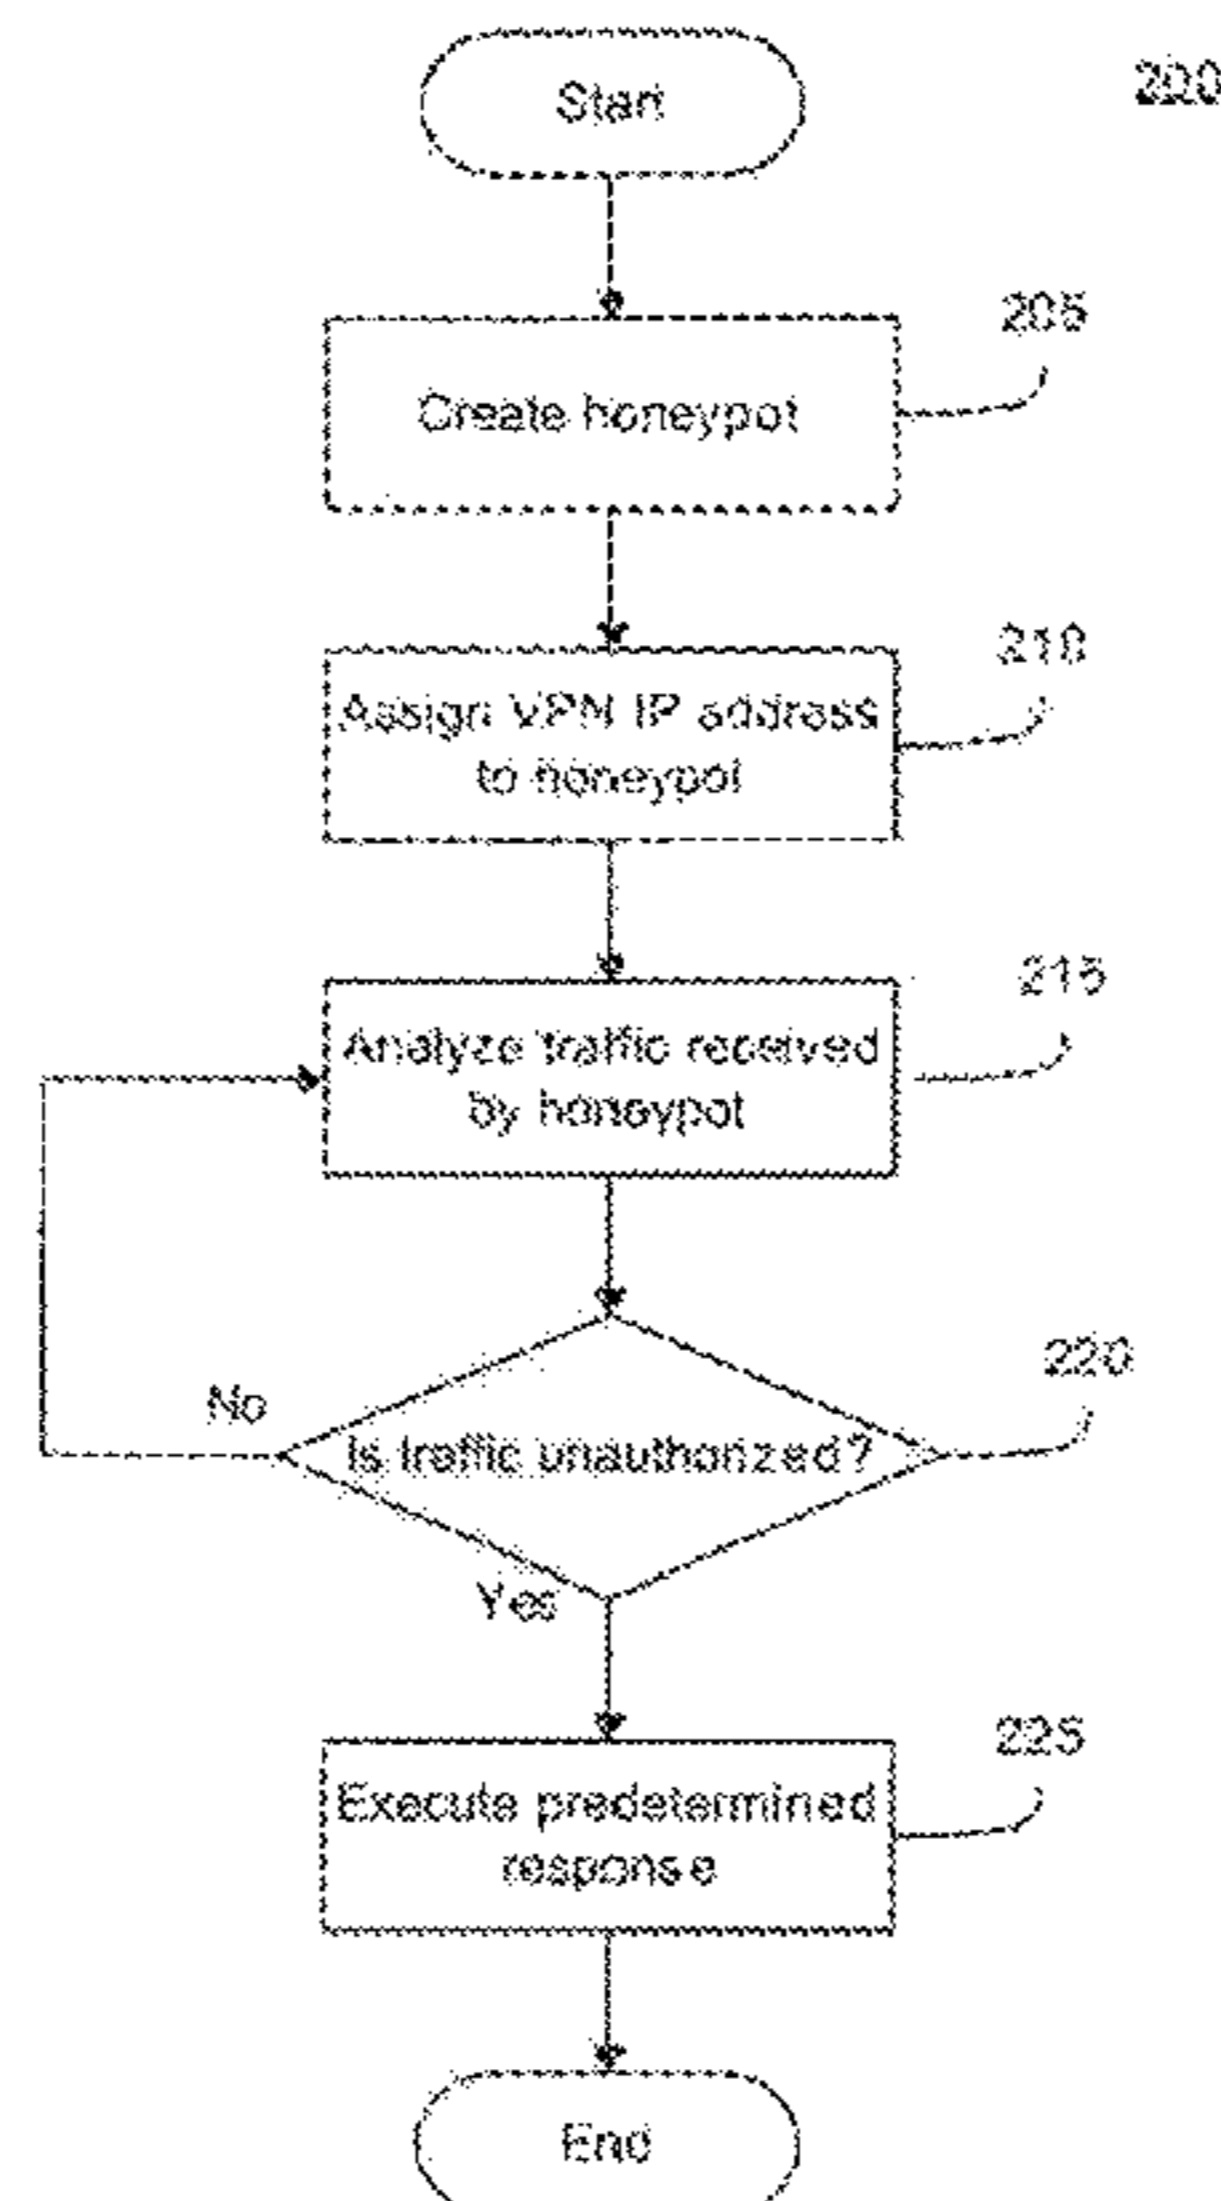 Start
200
205
Create honeypot
210
Assign VPN IP address
to honeypot
215
Analyze traffic received
by honeypot
220
No
Is traffic unauthorized?
Yes
225
Execute predetermined
response
End